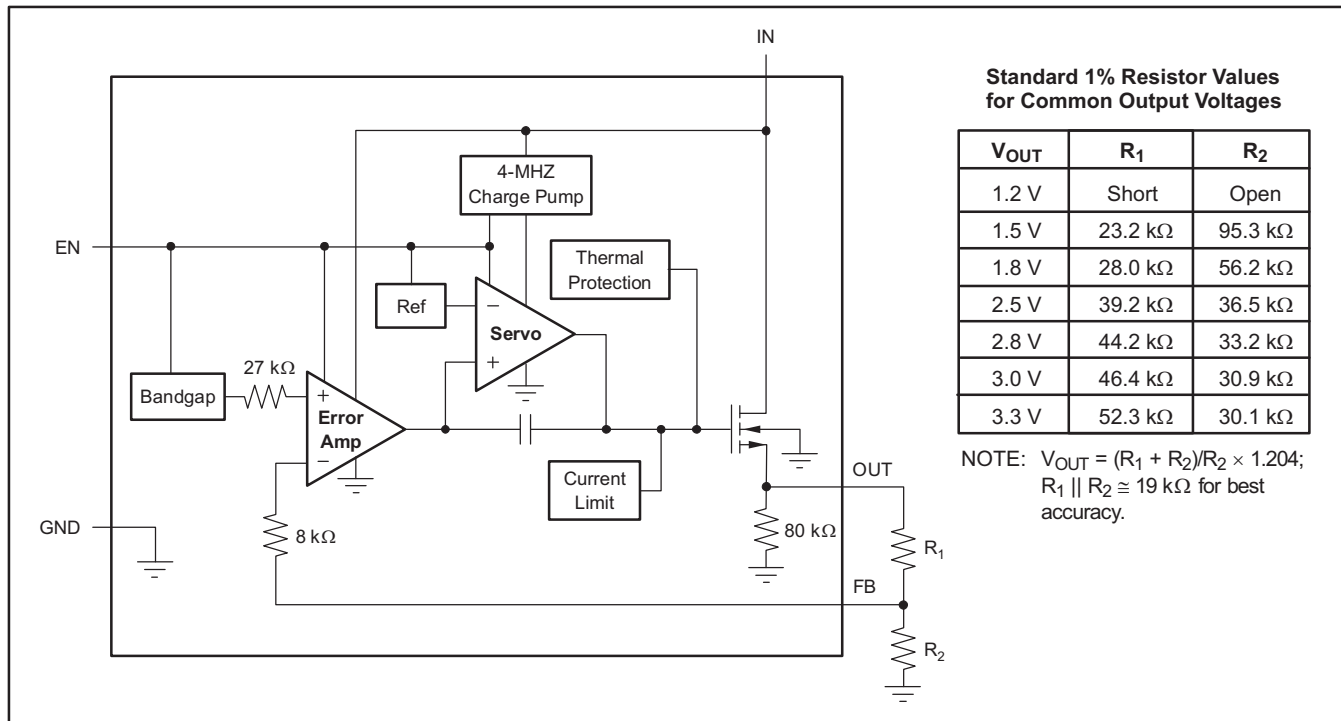 IN
4-MHZ
Charge Pump
EN
Thermal
Protection
Ref
−
Servo
+
27 kΩ
Bandgap
+
Error
Amp
−
Current
Limit
OUT
GND
8 kΩ
80 kΩ
R1
FB
R2
Standard 1% Resistor Values
for Common Output Voltages
VOUT R1 R2
1.2 V Short Open
1.5 V 23.2 kΩ 95.3 kΩ
1.8 V 28.0 kΩ 56.2 kΩ
2.5 V 39.2 kΩ 36.5 kΩ
2.8 V 44.2 kΩ 33.2 kΩ
3.0 V 46.4 kΩ 30.9 kΩ
3.3 V 52.3 kΩ 30.1 kΩ
NOTE: VOUT = (R1 + R2)/R2 × 1.204;
R1 || R2 ≅ 19 kΩ for best
accuracy.